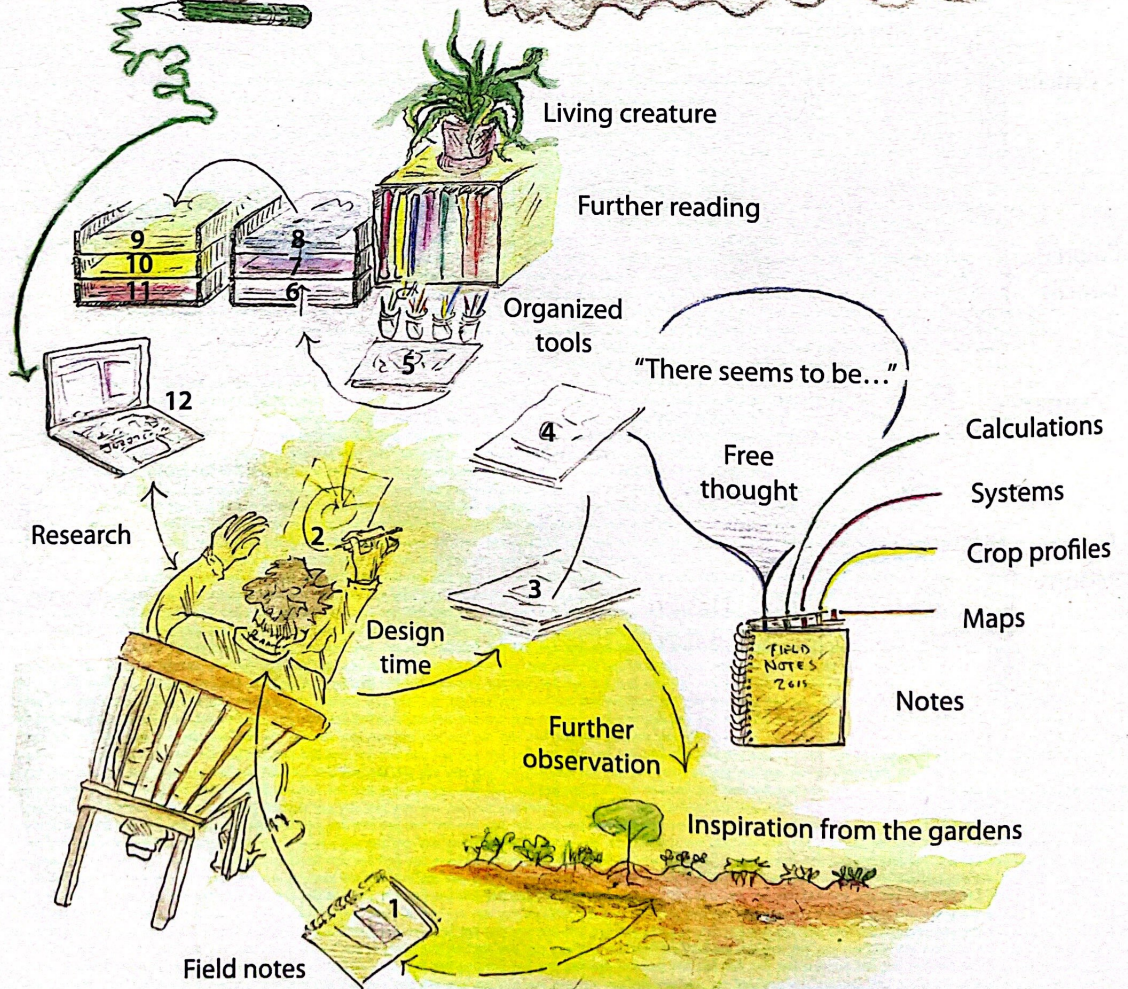 Living creature
Further reading
9
8
10
7
11
6
Organized
tools
5
"There seems to be..."
12
4
Calculations
Free
thought
Systems
Research
2
Crop profiles
3
Maps
Design
time
FIELD
NOTES
2015
Notes
Further
observation
Inspiration from the gardens
1
Field notes